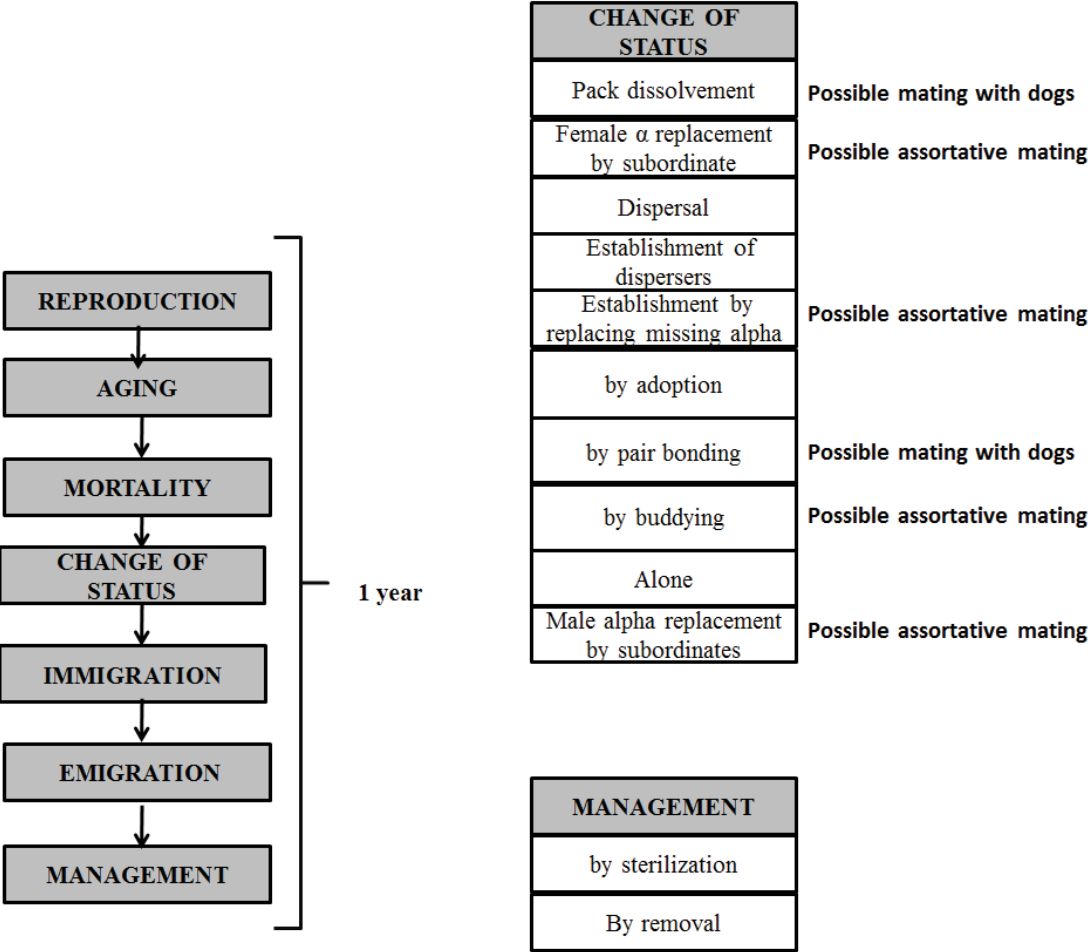 REPRODUCTION
AGING
MORTALITY
CHANGE OF
STATUS
IMMIGRATION
EMIGRATION
MANAGEMENT
1 year
CHANGE OF
STATUS
Pack dissolvement
Possible mating with dogs
Female α replacement
by subordinate
Possible assortative mating
Dispersal
Establishment of
dispersers
Establishment by
replacing missing alpha
Possible assortative mating
by adoption
by pair bonding
Possible mating with dogs
by buddying
Possible assortative mating
Alone
Male alpha replacement
by subordinates
Possible assortative mating
MANAGEMENT
by sterilization
By removal